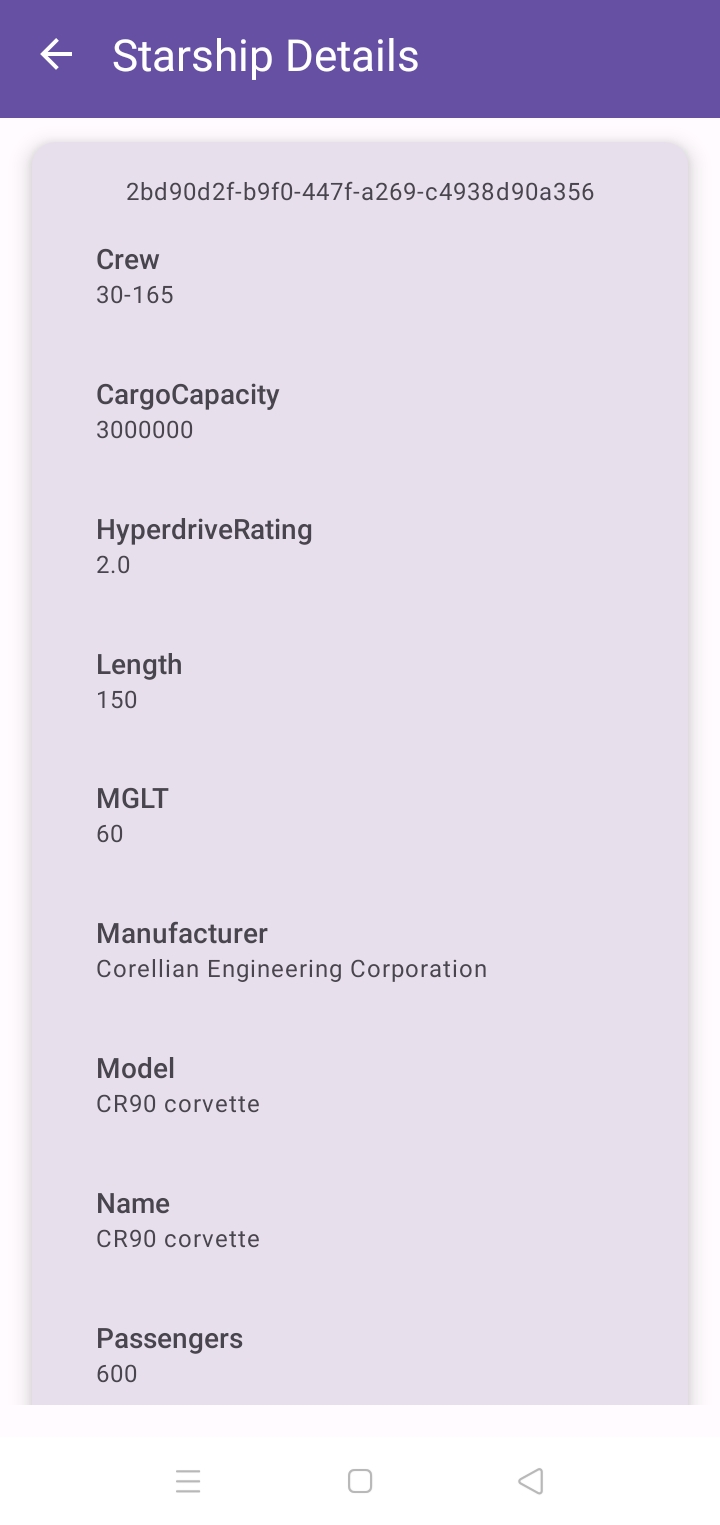 Starship Details
2bd90d2f-b9f0-447f-a269-c4938d90a356
Crew
30-165
CargoCapacity
3000000
HyperdriveRating
2.0
Length
150
MGLT
60
Manufacturer
Corellian Engineering Corporation
Model
CR90 corvette
Name
CR90 corvette
Passengers
600